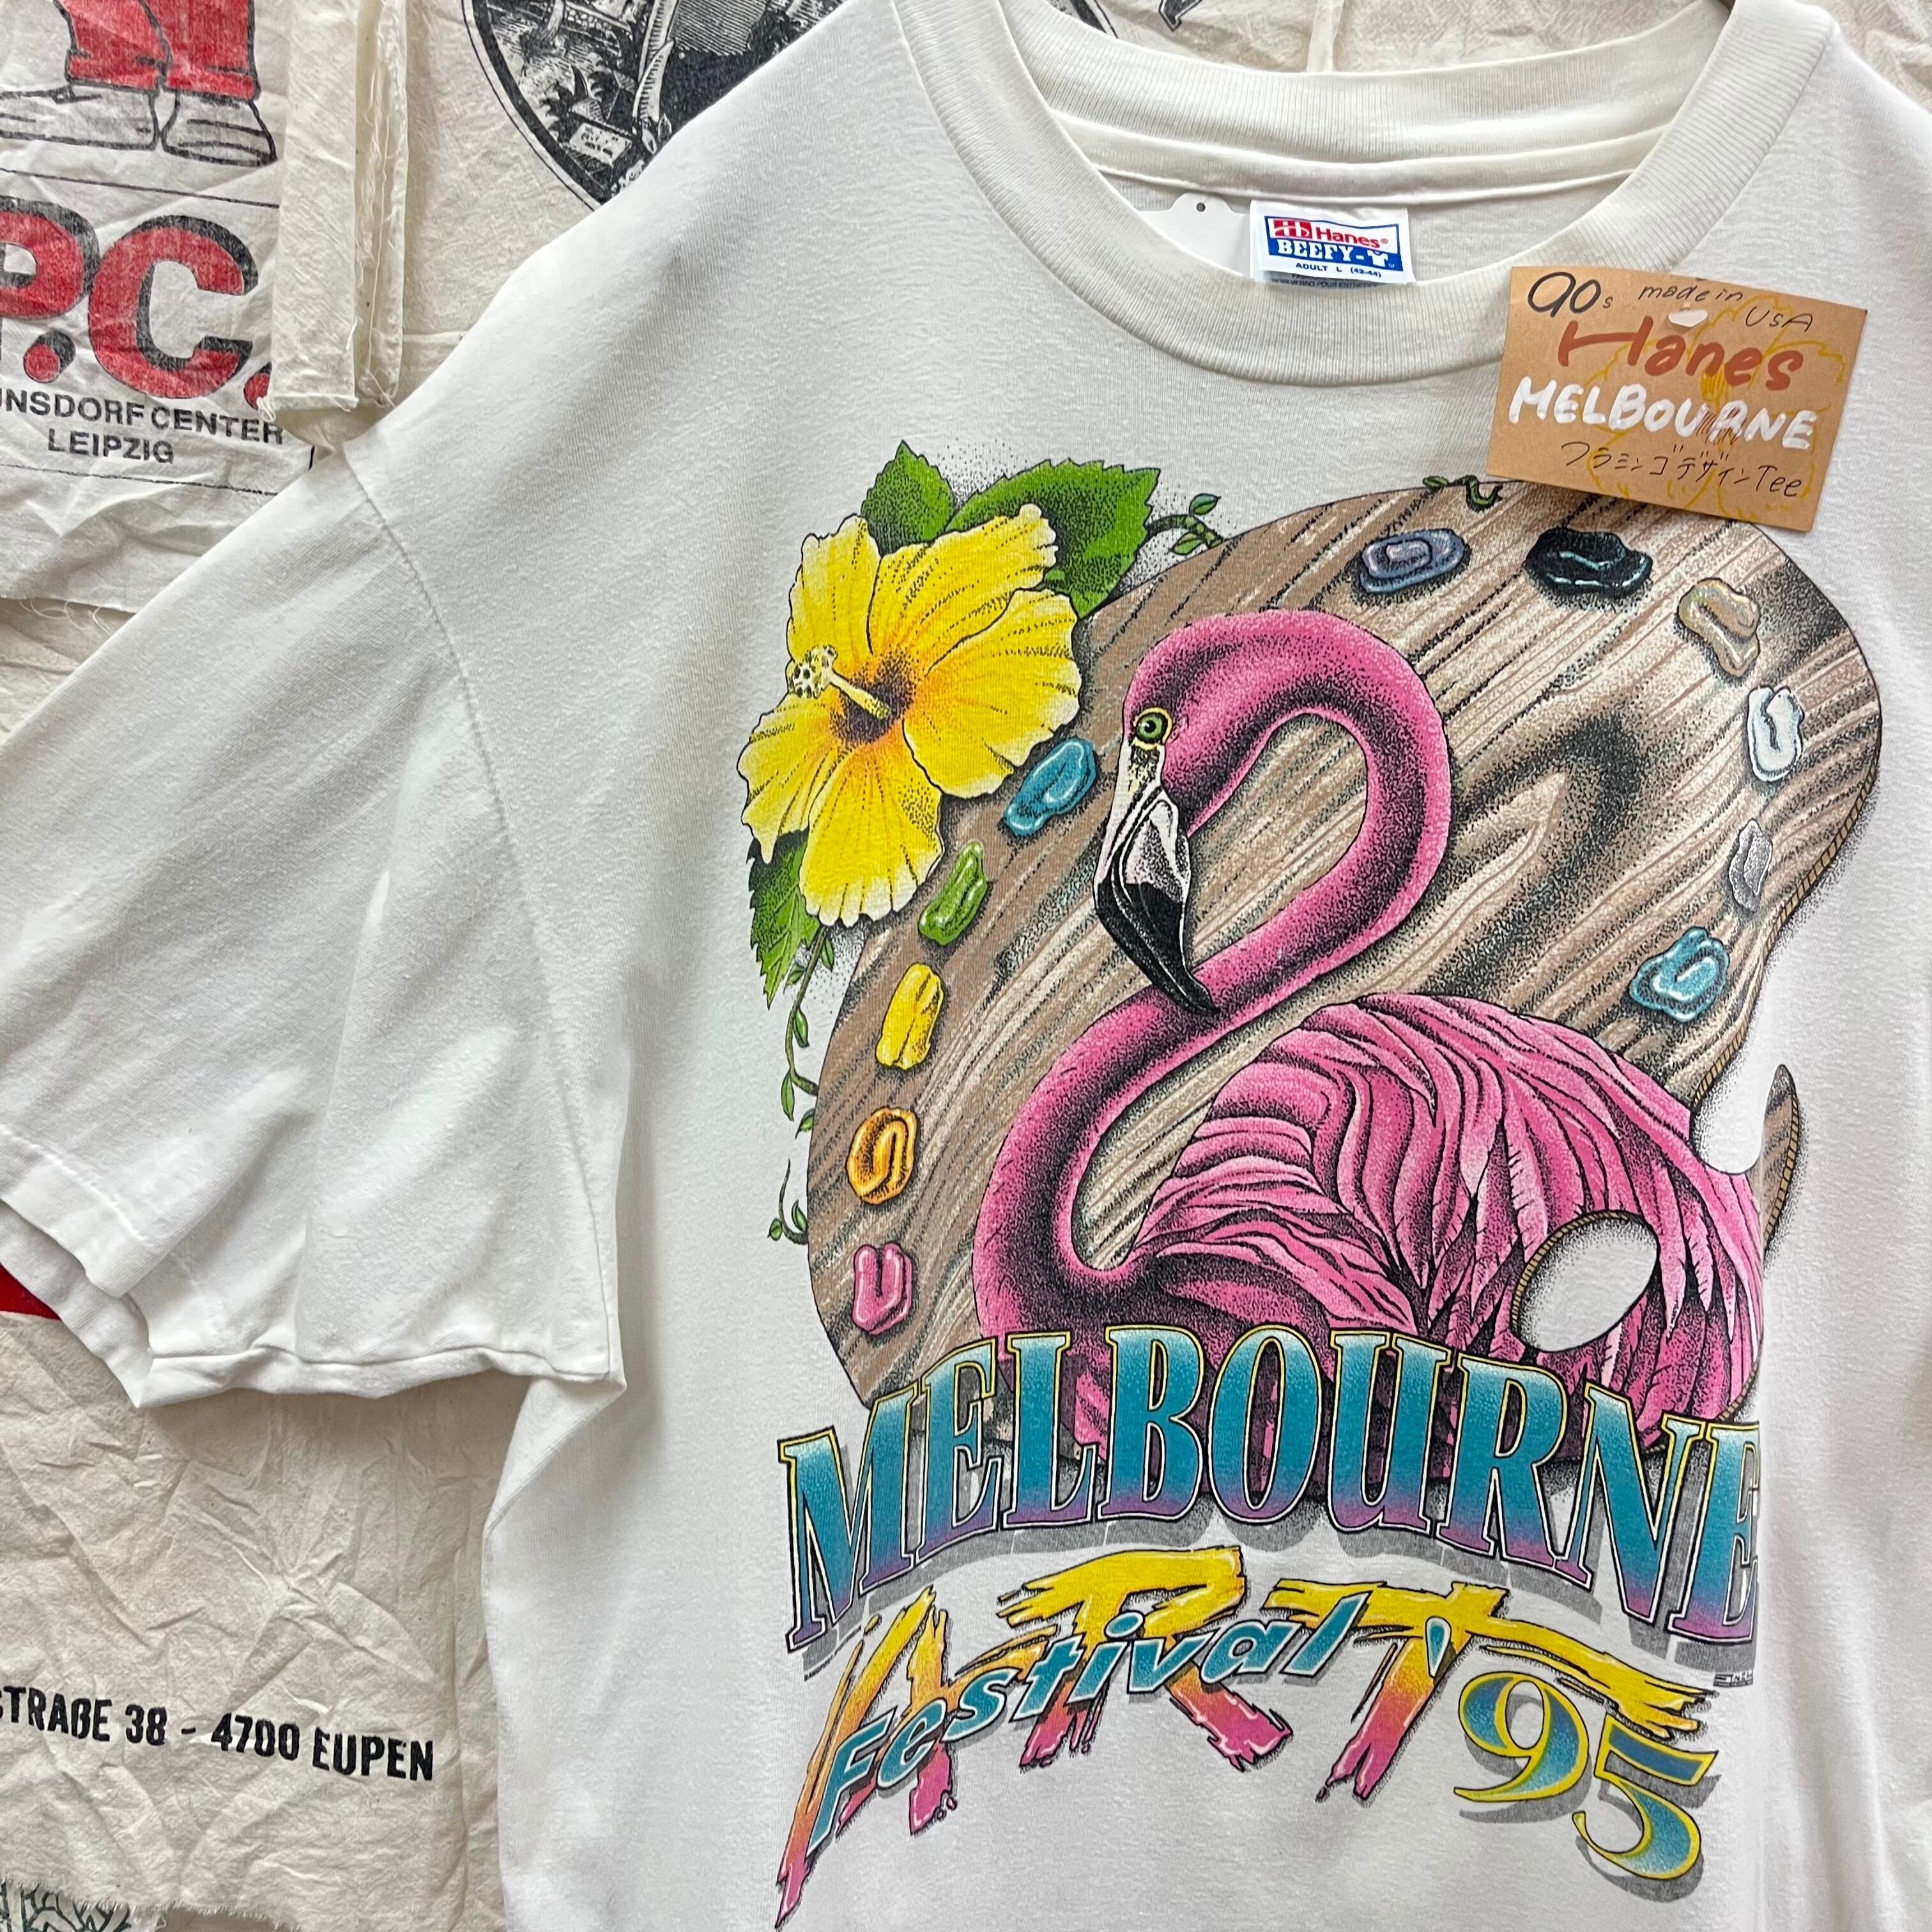 P.C.
UNSDORF CENTER
LEIPZIG
Hanes®
BEEFY-T
ADULT L (42-44)
90s made in USA
Hanes
MELBOURNE
フラミンゴデザインTee
MELBOURNE
ART
Festival
'95
STRAßE 38 - 4700 EUPEN